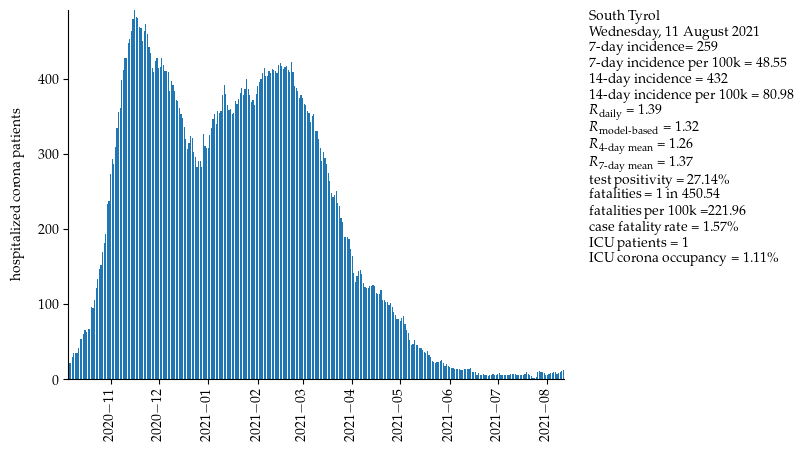 South Tyrol
Wednesday, 11 August 2021
7-day incidence= 259
7-day incidence per 100k = 48.55
14-day incidence = 432
14-day incidence per 100k = 80.98
R_daily = 1.39
R_model-based = 1.32
R_4-day mean = 1.26
R_7-day mean = 1.37
test positivity = 27.14%
fatalities = 1 in 450.54
fatalities per 100k =221.96
case fatality rate = 1.57%
ICU patients = 1
ICU corona occupancy = 1.11%
hospitalized corona patients
400
300
200
100
0
2020−11
2020−12
2021−01
2021−02
2021−03
2021−04
2021−05
2021−06
2021−07
2021−08